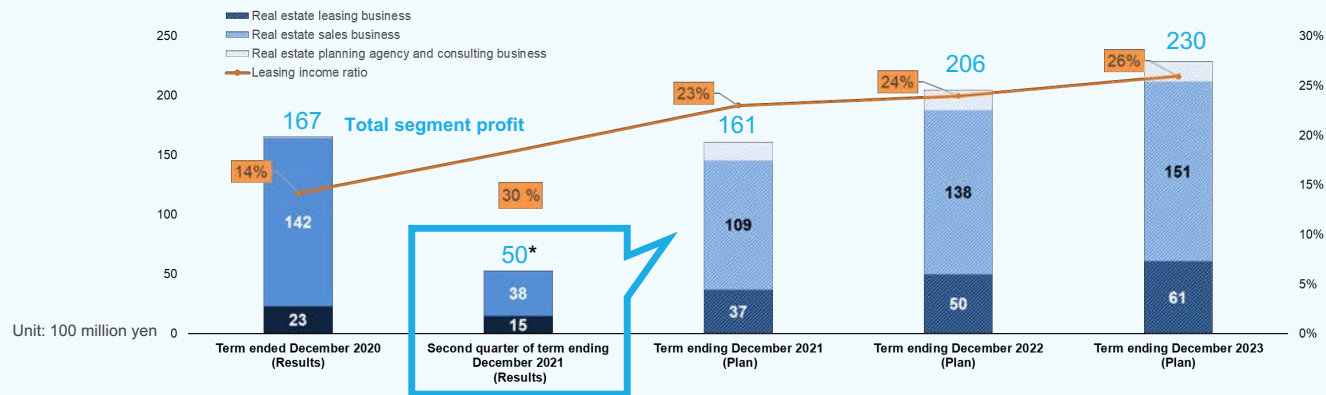 Real estate leasing business
Real estate sales business
Real estate planning agency and consulting business
Leasing income ratio
250
200
150
100
50
0
Unit: 100 million yen
30%
25%
20%
15%
10%
5%
0%
Total segment profit
167
14%
142
23
30 %
50*
38
15
23%
161
109
37
24%
206
138
50
26%
230
151
61
Term ended December 2020
(Results)
Second quarter of term ending
December 2021
(Results)
Term ending December 2021
(Plan)
Term ending December 2022
(Plan)
Term ending December 2023
(Plan)